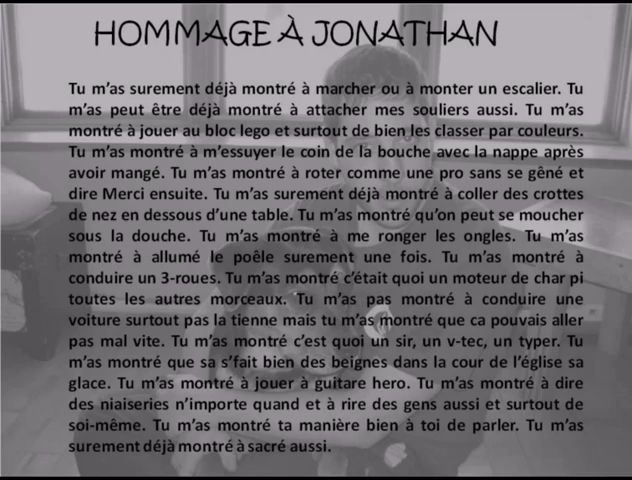 HOMMAGE À JONATHAN
Tu m'as surement déjà montré à marcher ou à monter un escalier. Tu
m'as peut être déjà montré à attacher mes souliers aussi. Tu m'as
montré à jouer au bloc lego et surtout de bien les classer par couleurs.
Tu m'as montré à m'essuyer le coin de la bouche avec la nappe après
avoir mangé. Tu m'as montré à roter comme une pro sans se gêné et
dire Merci ensuite. Tu m'as surement déjà montré à coller des crottes
de nez en dessous d'une table. Tu m'as montré qu'on peut se moucher
sous la douche. Tu m'as montré à me ronger les ongles. Tu m'as
montré à allumé le poêle surement une fois. Tu m'as montré à
conduire un 3-roues. Tu m'as montré c'était quoi un moteur de char pi
toutes les autres morceaux. Tu m'as pas montré à conduire une
voiture surtout pas la tienne mais tu m'as montré que ca pouvais aller
pas mal vite. Tu m'as montré c'est quoi un sir, un v-tec, un typer. Tu
m'as montré que sa s'fait bien des beignes dans la cour de l'église sa
glace. Tu m'as montré à jouer à guitare hero. Tu m'as montré à dire
des niaiseries n'importe quand et à rire des gens aussi et surtout de
soi-même. Tu m'as montré ta manière bien à toi de parler. Tu m'as
surement déjà montré à sacré aussi.